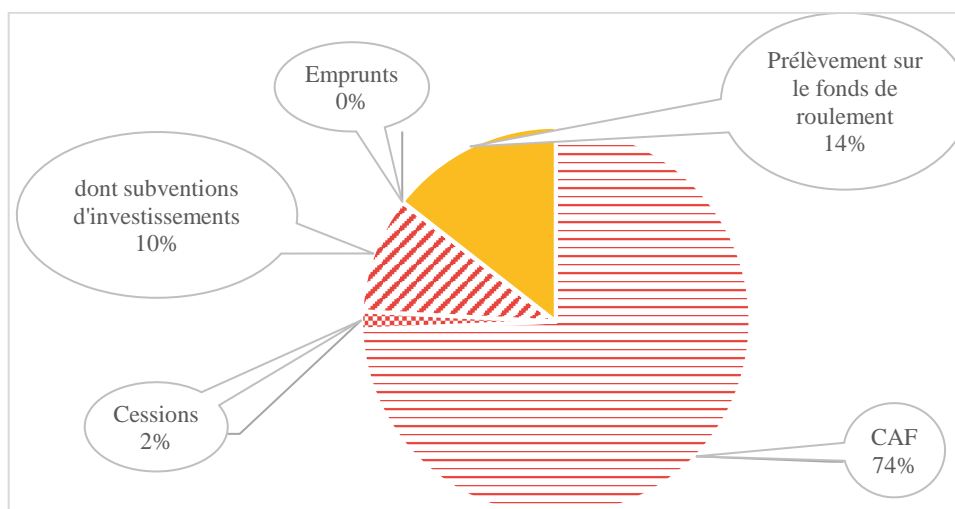 Emprunts
0%
Prélèvement sur
le fonds de
roulement
14%
dont subventions
d'investissements
10%
Cessions
2%
CAF
74%